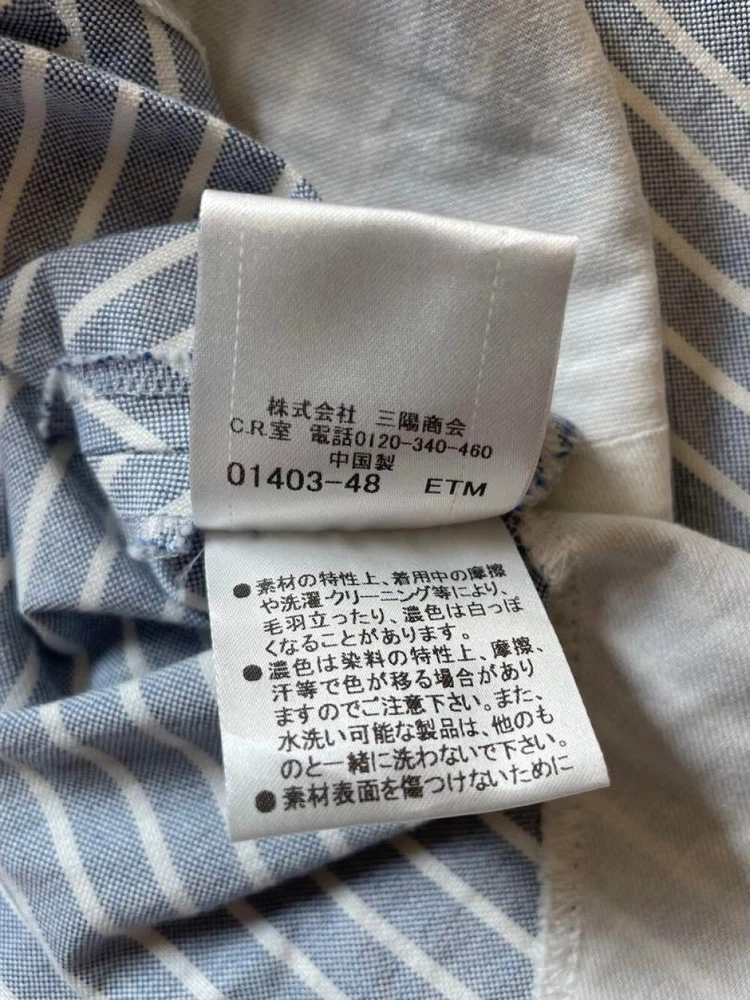 株式会社 三陽商会
C.R.室 電話0120-340-460
中国製
01403-48 ETM
●素材の特性上、着用中の摩擦
や洗濯・クリーニング等により、
毛羽立ったり、濃色は白っぽ
くなることがあります。
●濃色は染料の特性上、摩擦、
汗等で色が移る場合があり
ますのでご注意下さい。また、
水洗い可能な製品は、他のも
のと一緒に洗わないで下さい。
●素材表面を傷つけないために